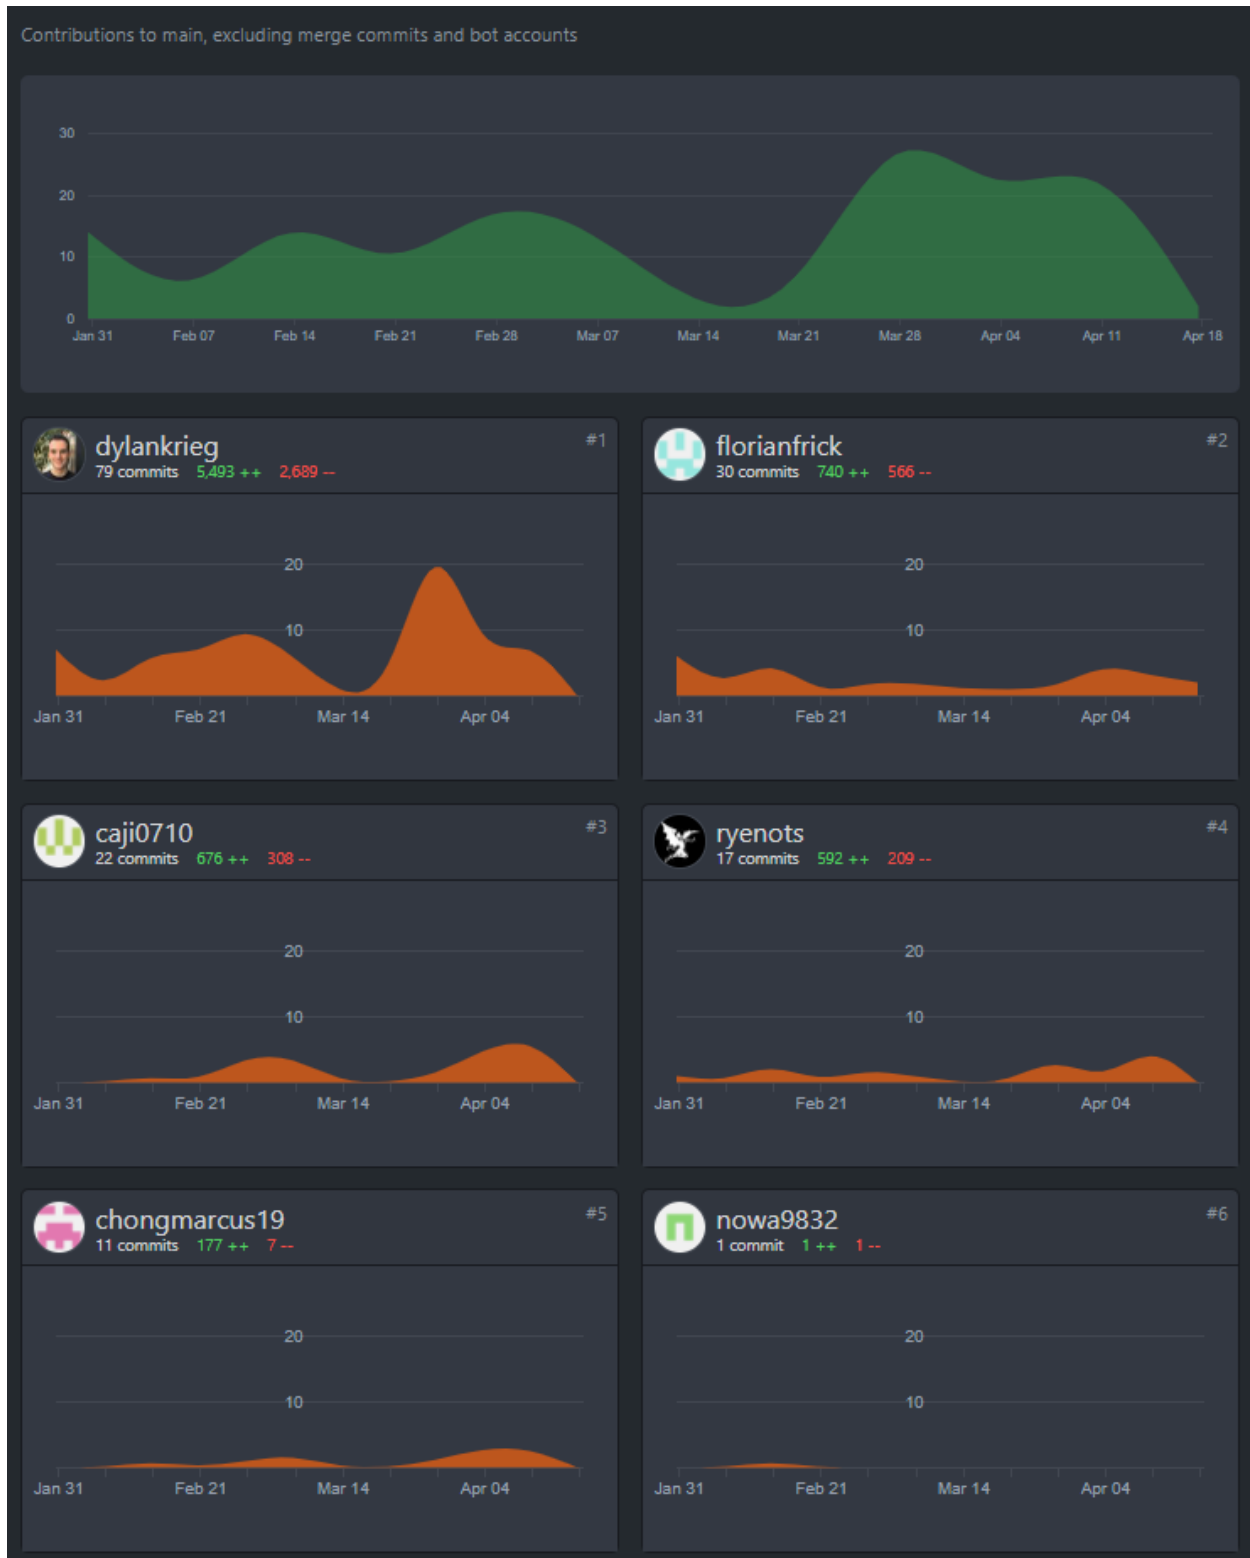 Contributions to main, excluding merge commits and bot accounts
30
20
10
0
Jan 31 Feb 07 Feb 14 Feb 21 Feb 28 Mar 07 Mar 14 Mar 21 Mar 28 Apr 04 Apr 11 Apr 18
dylankrieg #1
79 commits 5,493 ++ 2,689 --
20
10
Jan 31 Feb 21 Mar 14 Apr 04
florianfrick #2
30 commits 740 ++ 566 --
20
10
Jan 31 Feb 21 Mar 14 Apr 04
caji0710 #3
22 commits 676 ++ 308 --
20
10
Jan 31 Feb 21 Mar 14 Apr 04
ryenots #4
17 commits 592 ++ 209 --
20
10
Jan 31 Feb 21 Mar 14 Apr 04
chongmarcus19 #5
11 commits 177 ++ 7 --
20
10
Jan 31 Feb 21 Mar 14 Apr 04
nowa9832 #6
1 commit 1 ++ 1 --
20
10
Jan 31 Feb 21 Mar 14 Apr 04